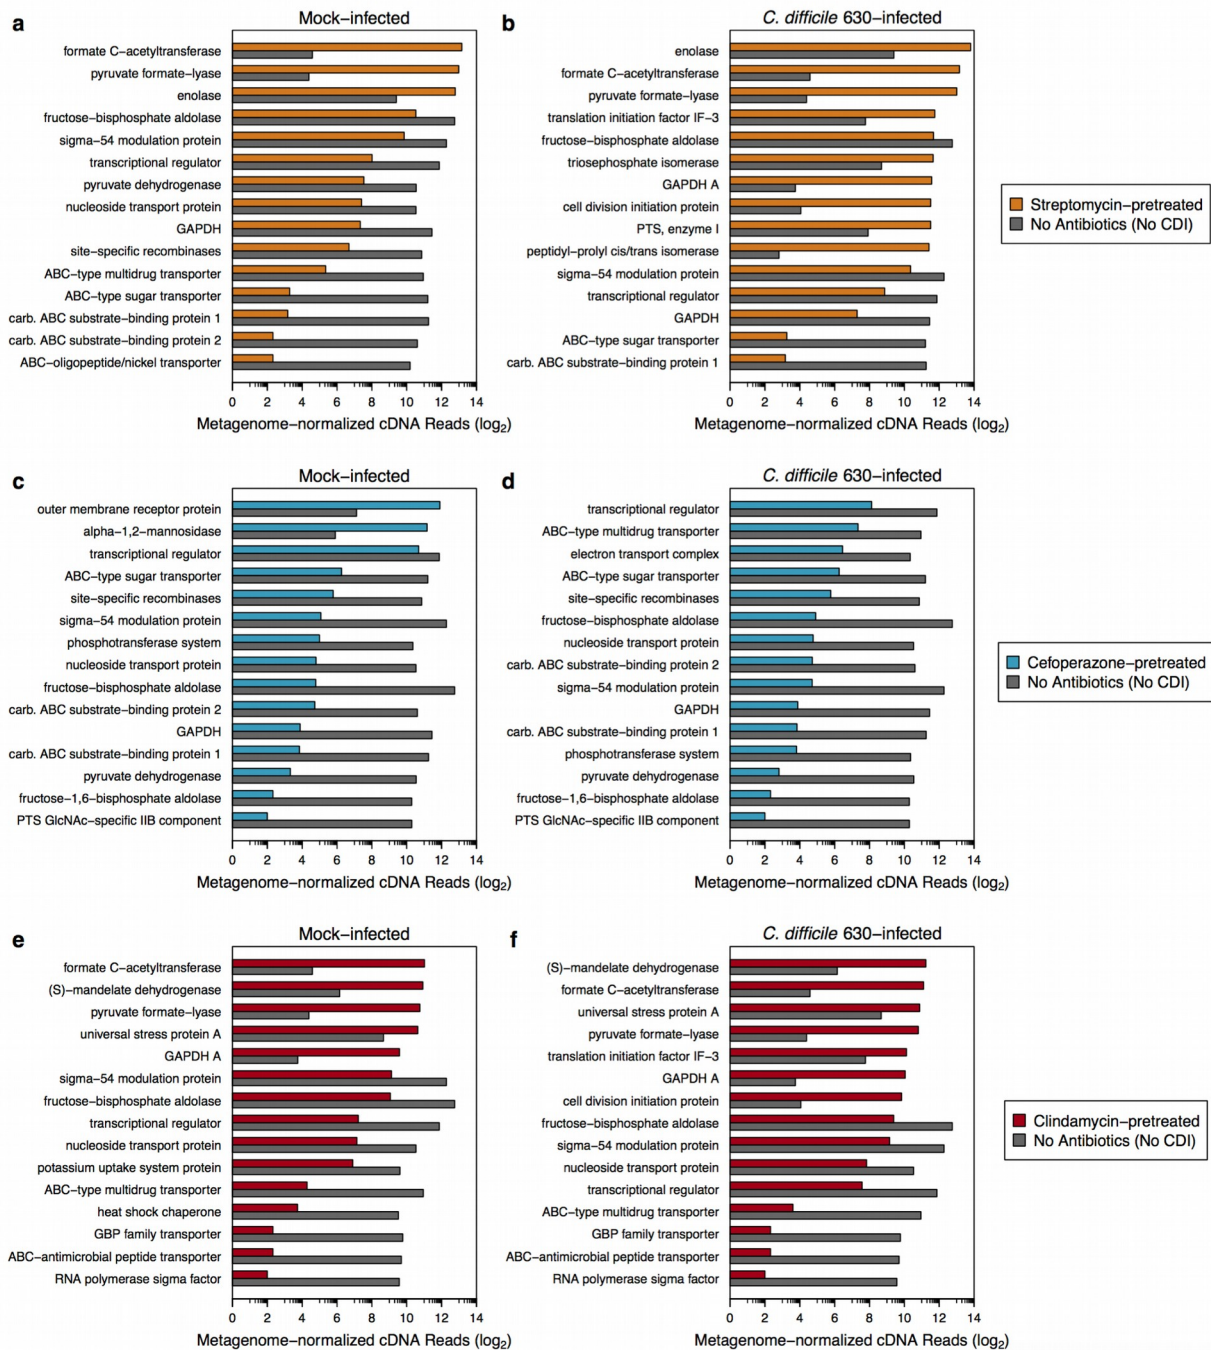 a
Mock−infected
formate C−acetyltransferase
pyruvate formate−lyase
enolase
fructose−bisphosphate aldolase
sigma−54 modulation protein
transcriptional regulator
pyruvate dehydrogenase
nucleoside transport protein
GAPDH
site−specific recombinases
ABC−type multidrug transporter
ABC−type sugar transporter
carb. ABC substrate−binding protein 1
carb. ABC substrate−binding protein 2
ABC−oligopeptide/nickel transporter
0 2 4 6 8 10 12 14
Metagenome−normalized cDNA Reads (log₂)
b
C. difficile 630−infected
enolase
formate C−acetyltransferase
pyruvate formate−lyase
translation initiation factor IF−3
fructose−bisphosphate aldolase
triosephosphate isomerase
GAPDH A
cell division initiation protein
PTS, enzyme I
peptidyl−prolyl cis/trans isomerase
sigma−54 modulation protein
transcriptional regulator
GAPDH
ABC−type sugar transporter
carb. ABC substrate−binding protein 1
0 2 4 6 8 10 12 14
Metagenome−normalized cDNA Reads (log₂)
Streptomycin−pretreated
No Antibiotics (No CDI)
c
Mock−infected
outer membrane receptor protein
alpha−1,2−mannosidase
transcriptional regulator
ABC−type sugar transporter
site−specific recombinases
sigma−54 modulation protein
phosphotransferase system
nucleoside transport protein
fructose−bisphosphate aldolase
carb. ABC substrate−binding protein 2
GAPDH
carb. ABC substrate−binding protein 1
pyruvate dehydrogenase
fructose−1,6−bisphosphate aldolase
PTS GlcNAc−specific IIB component
0 2 4 6 8 10 12 14
Metagenome−normalized cDNA Reads (log₂)
d
C. difficile 630−infected
transcriptional regulator
ABC−type multidrug transporter
electron transport complex
ABC−type sugar transporter
site−specific recombinases
fructose−bisphosphate aldolase
nucleoside transport protein
carb. ABC substrate−binding protein 2
sigma−54 modulation protein
GAPDH
carb. ABC substrate−binding protein 1
phosphotransferase system
pyruvate dehydrogenase
fructose−1,6−bisphosphate aldolase
PTS GlcNAc−specific IIB component
0 2 4 6 8 10 12 14
Metagenome−normalized cDNA Reads (log₂)
Cefoperazone−pretreated
No Antibiotics (No CDI)
e
Mock−infected
formate C−acetyltransferase
(S)−mandelate dehydrogenase
pyruvate formate−lyase
universal stress protein A
GAPDH A
sigma−54 modulation protein
fructose−bisphosphate aldolase
transcriptional regulator
nucleoside transport protein
potassium uptake system protein
ABC−type multidrug transporter
heat shock chaperone
GBP family transporter
ABC−antimicrobial peptide transporter
RNA polymerase sigma factor
0 2 4 6 8 10 12 14
Metagenome−normalized cDNA Reads (log₂)
f
C. difficile 630−infected
(S)−mandelate dehydrogenase
formate C−acetyltransferase
universal stress protein A
pyruvate formate−lyase
translation initiation factor IF−3
GAPDH A
cell division initiation protein
fructose−bisphosphate aldolase
sigma−54 modulation protein
nucleoside transport protein
transcriptional regulator
ABC−type multidrug transporter
GBP family transporter
ABC−antimicrobial peptide transporter
RNA polymerase sigma factor
0 2 4 6 8 10 12 14
Metagenome−normalized cDNA Reads (log₂)
Clindamycin−pretreated
No Antibiotics (No CDI)